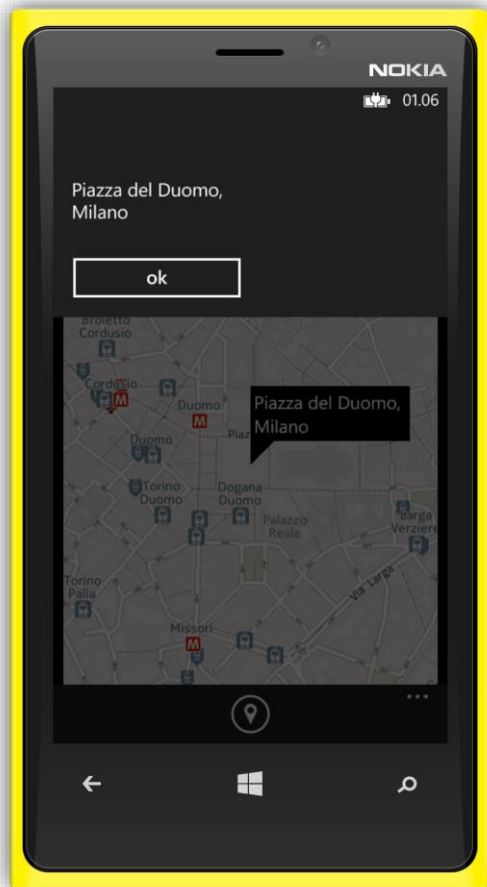 NOKIA
01.06
Piazza del Duomo,
Milano
ok
Broletto
Cordusio
Cordusio
M
Duomo
M
Piazza del Duomo,
Milano
Duomo
Torino
Duomo
Dogana
Duomo
Palazzo
Reale
Larga
Verziere
Torino
Palla
Via Larga
Missori
M